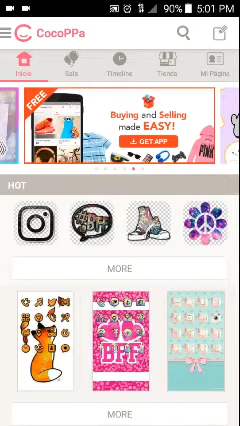 90% 5:01 PM
CocoPPa
Inicio Sala Timeline Tienda Mi Página
FREE
Buying and Selling
made EASY!
GET APP
PINK
HOT
MORE
BFF
MORE